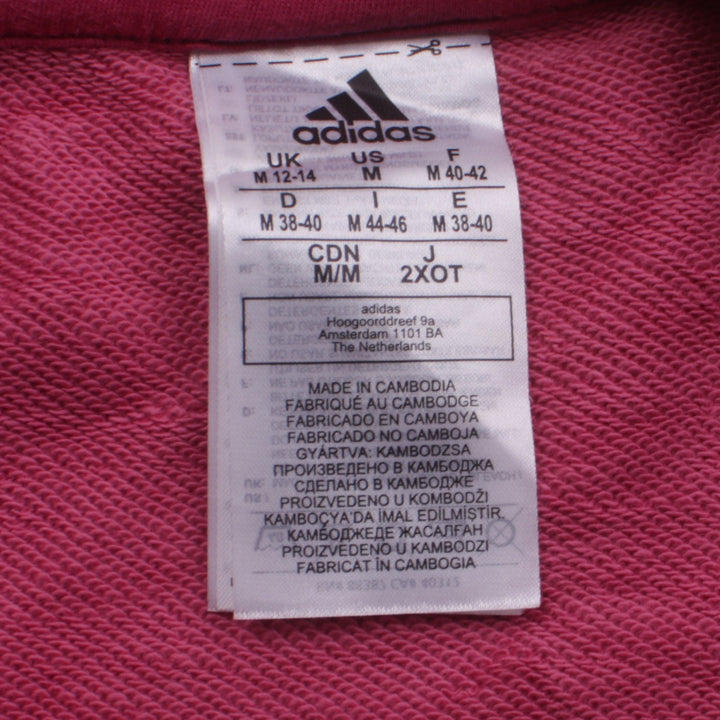 adidas
UK US F
M 12-14 M M 40-42
D I E
M 38-40 M 44-46 M 38-40
CDN J
M/M 2XOT
adidas
Hoogoorddreef 9a
Amsterdam 1101 BA
The Netherlands
MADE IN CAMBODIA
FABRIQUÉ AU CAMBODGE
FABRICADO EN CAMBOYA
FABRICADO NO CAMBOJA
GYÁRTVA: KAMBODZSA
ПРОИЗВЕДЕНО В КАМБОДЖА
СДЕЛАНО В КАМБОДЖЕ
PROIZVEDENO U KOMBODŽI
KAMBOÇYA'DA İMAL EDİLMİSTİR
КАМБОДЖЕДЕ ЖАСАЛҒАН
PROIZVEDENO U KAMBODŽI
FABRICAT ÎN CAMBOGIA